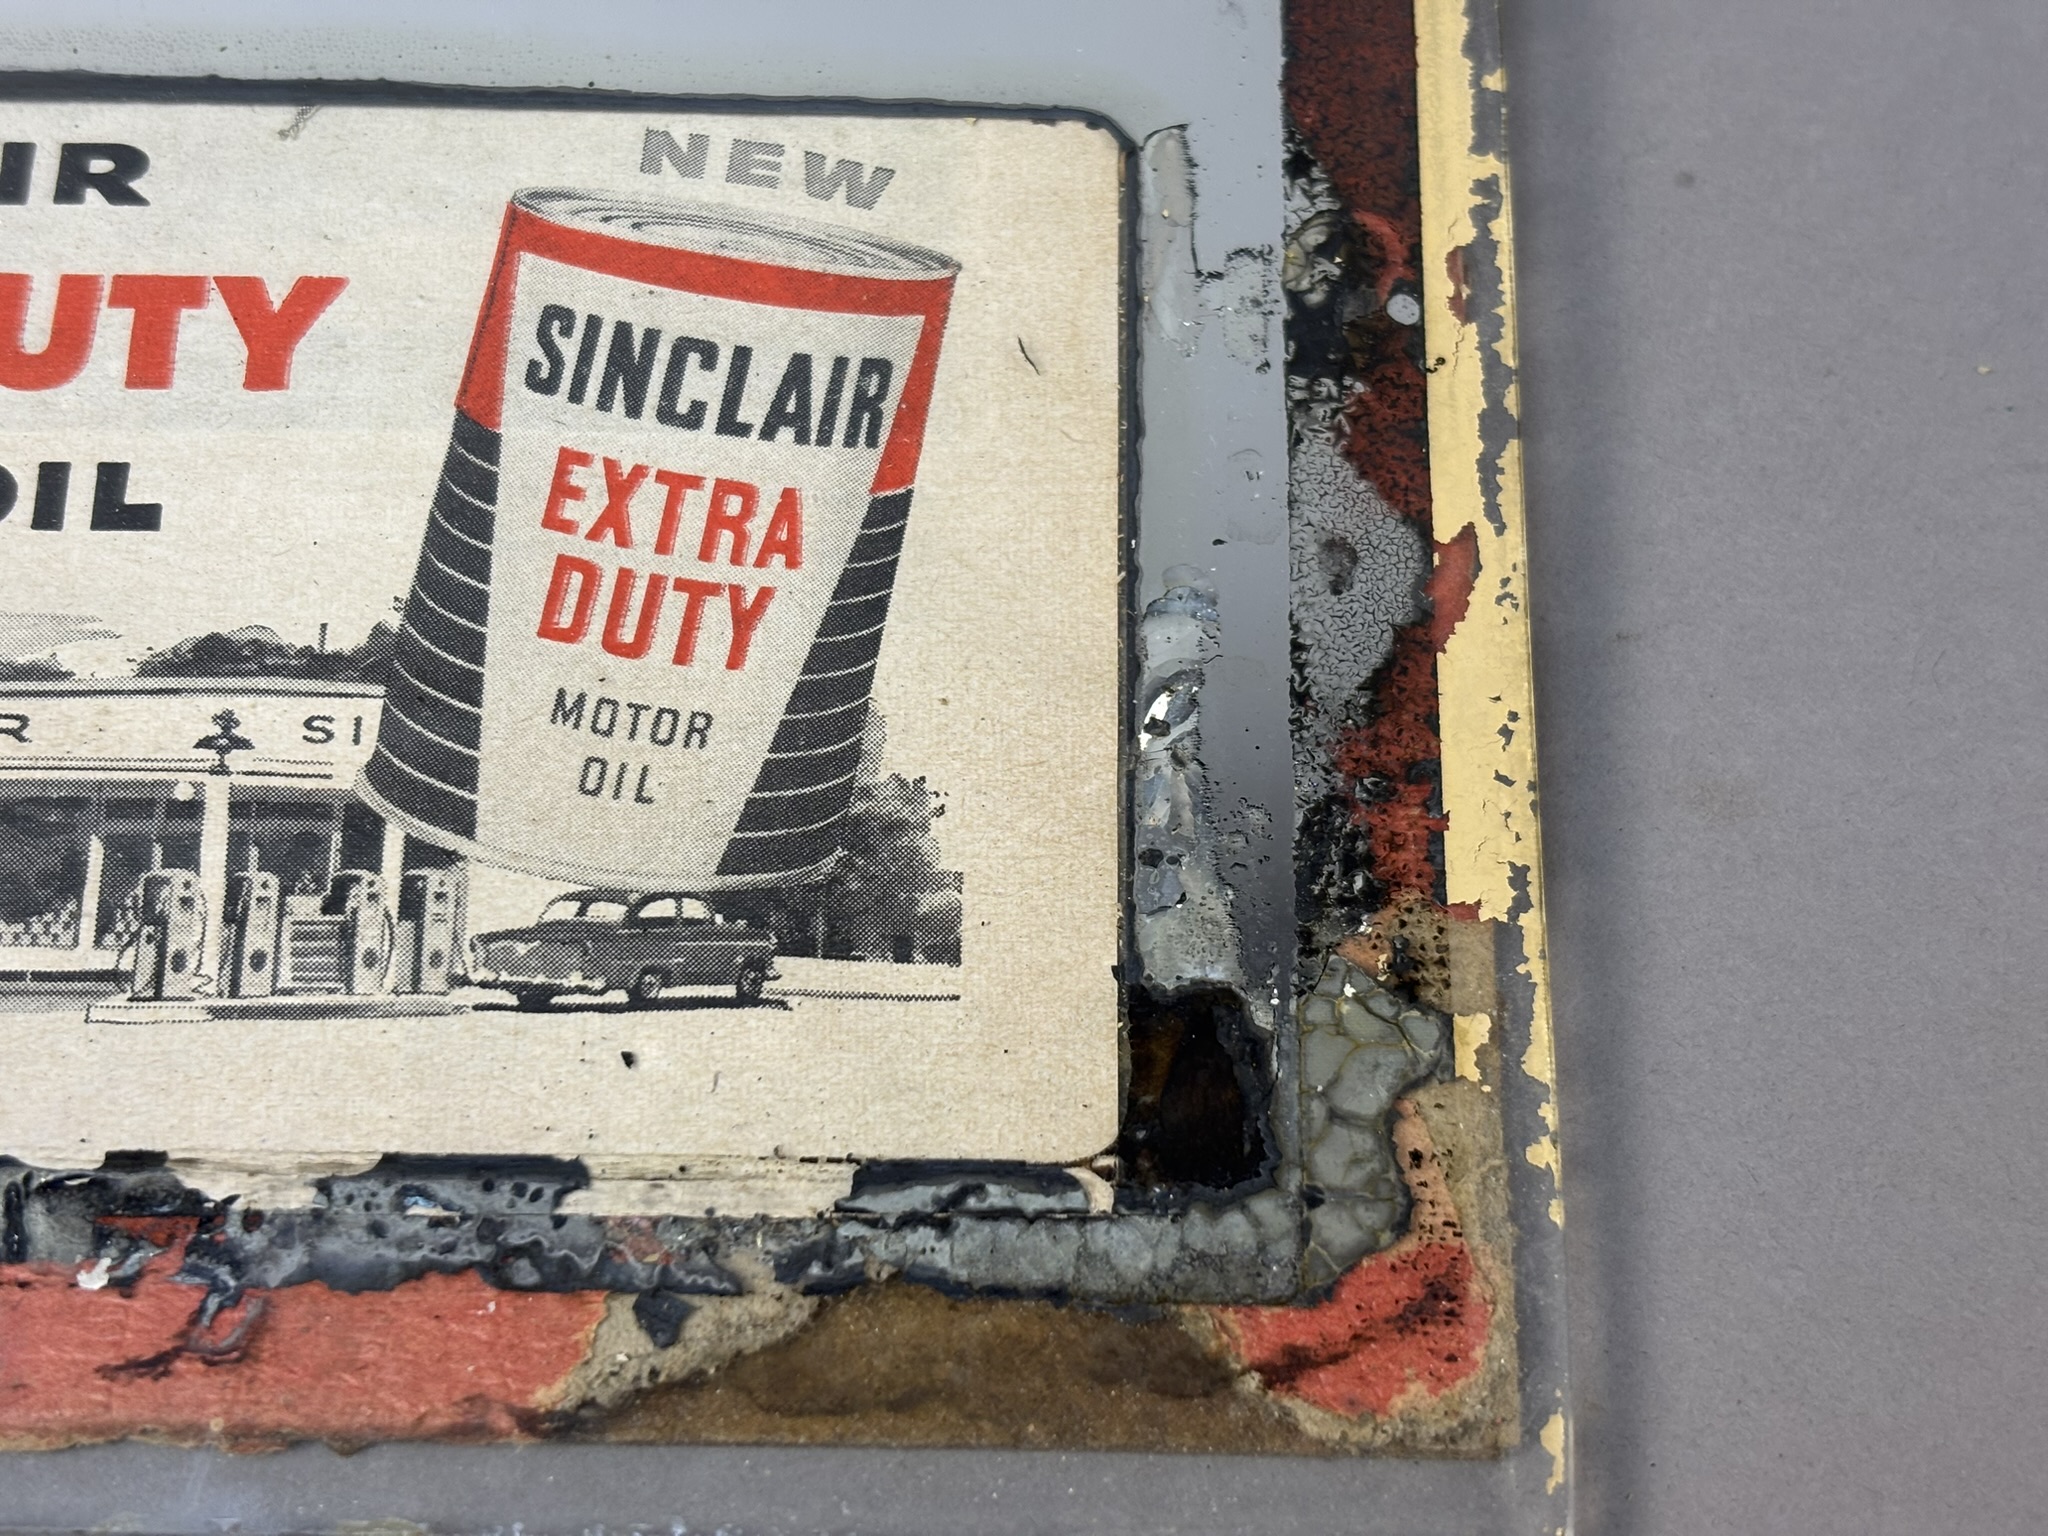 IR
UTY
OIL
NEW
SINCLAIR
EXTRA
DUTY
MOTOR
OIL
R SI